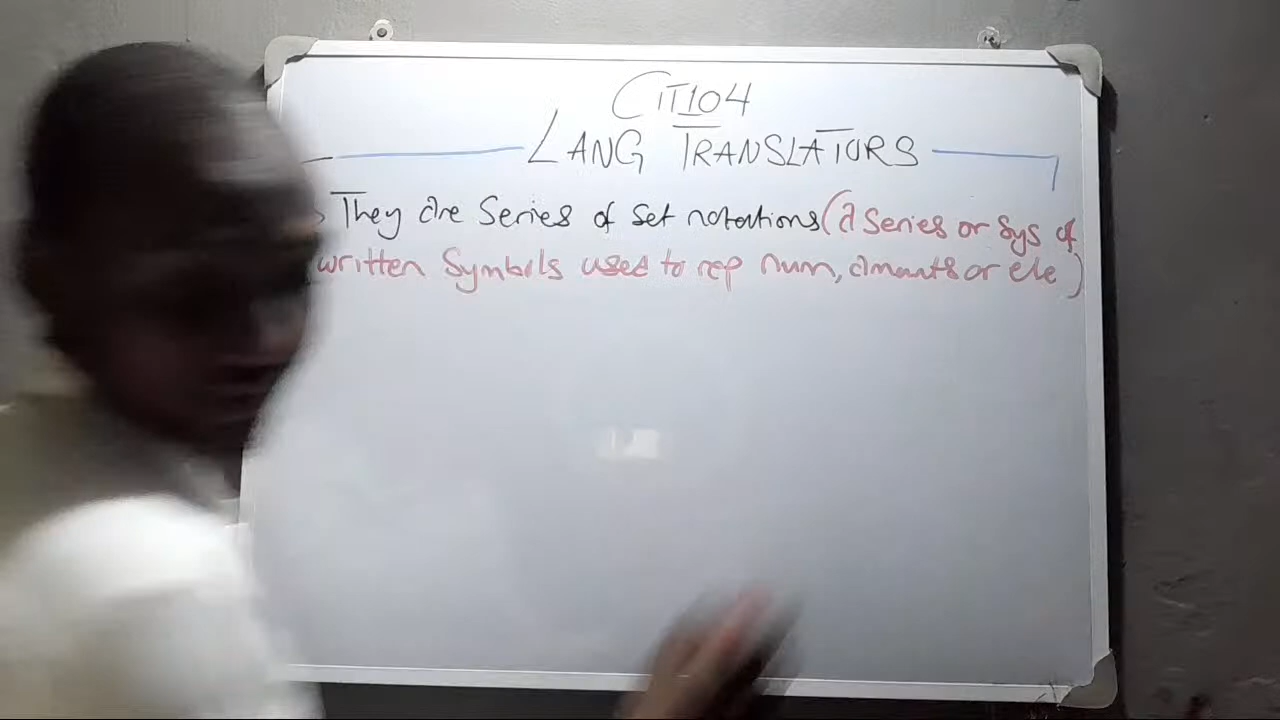 CIT104
LANG TRANSLATORS
They are Series of Set notations (a Series or Sys of
written Symbols used to rep num, amounts or ele)